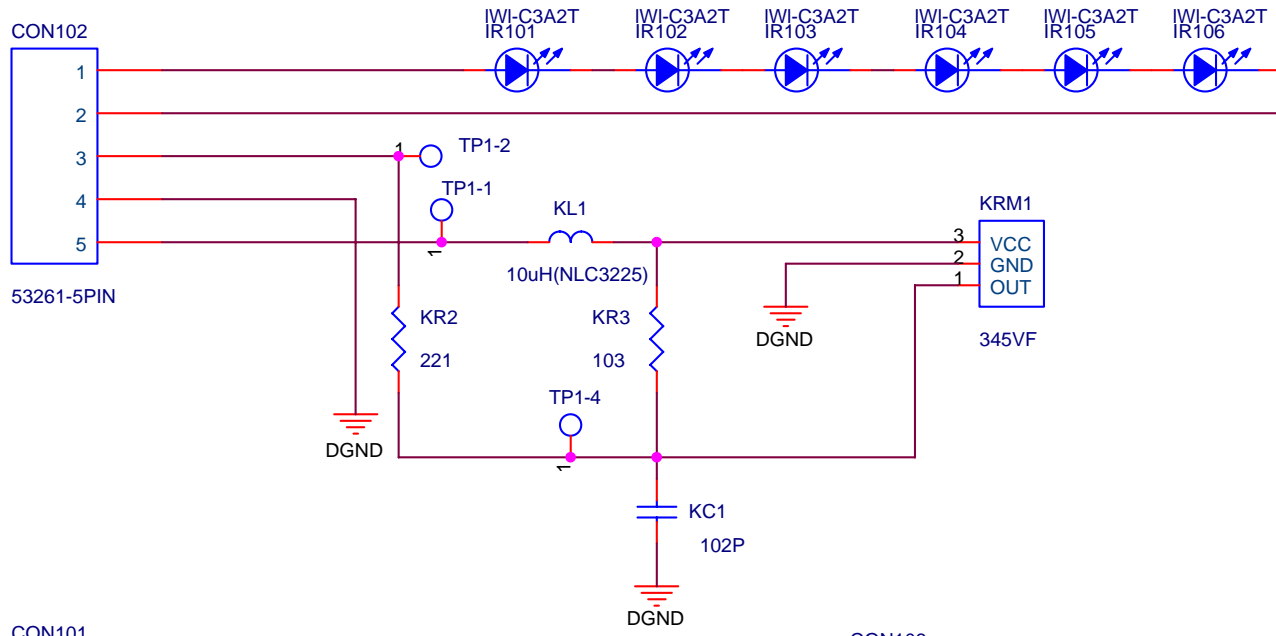 IWI-C3A2T IWI-C3A2T IWI-C3A2T IWI-C3A2T IWI-C3A2T IWI-C3A2T
CON102 IR101 IR102 IR103 IR104 IR105 IR106
1
2
3 1 TP1-2
4 TP1-1
KL1 KRM1
5 1 3 VCC
2 GND
10uH(NLC3225) 1 OUT
53261-5PIN
KR2 KR3
DGND 345VF
221 103
TP1-4
DGND
1
KC1
102P
DGND